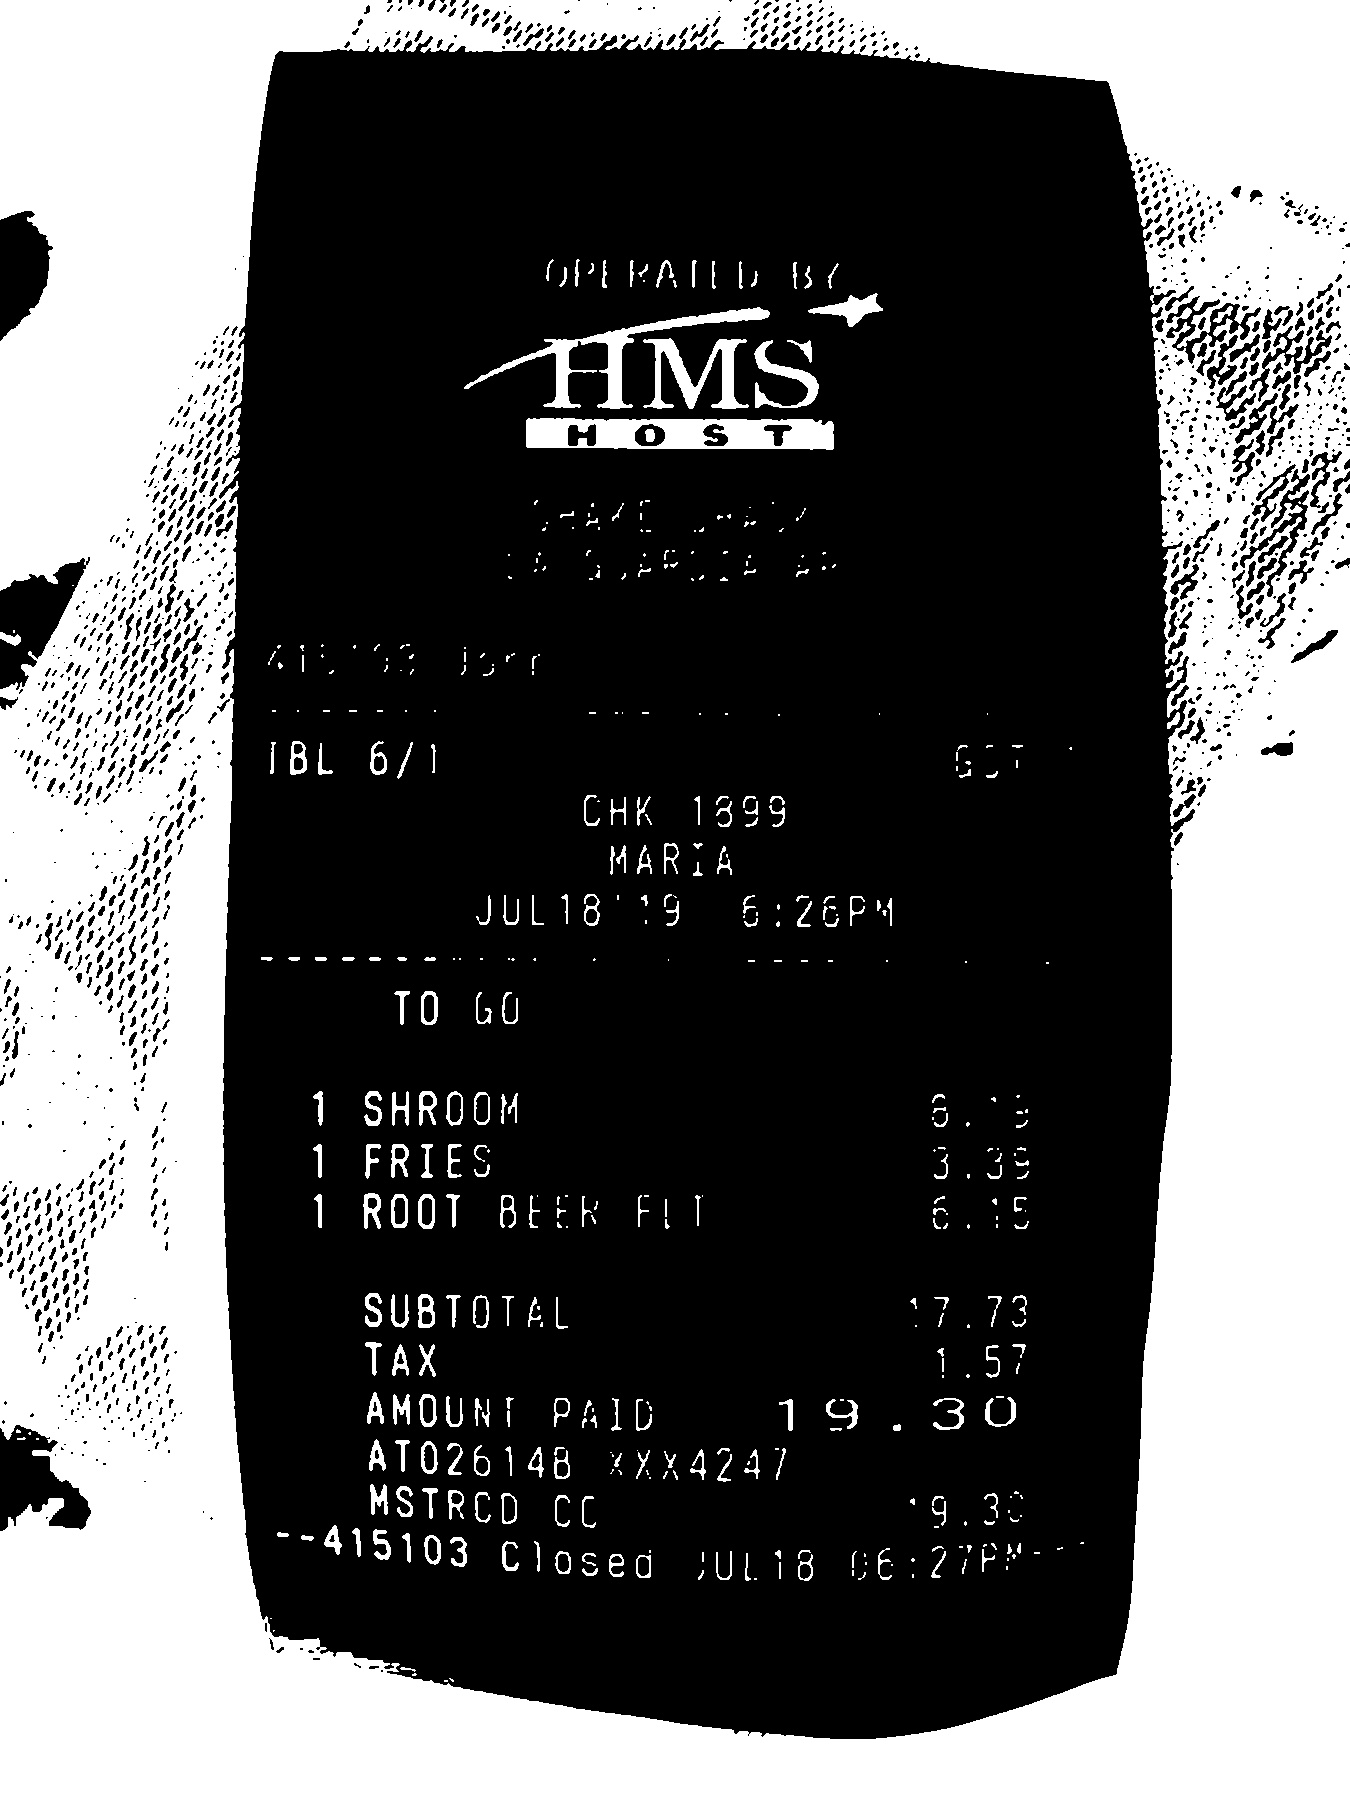 OPERATED BY
HMS
HOST
SHAKE SHACK
LA GUARDIA AP
415103
TBL 6/1 GST
CHK 1899
MARIA
JUL18'19 6:26PM
TO GO
1 SHROOM 8.19
1 FRIES 3.39
1 ROOT BEER FLT 6.15
SUBTOTAL 17.73
TAX 1.57
AMOUNT PAID 19.30
AT026148 XXX4247
MSTRCD CC 19.30
--415103 Closed JUL18 06:27PM---